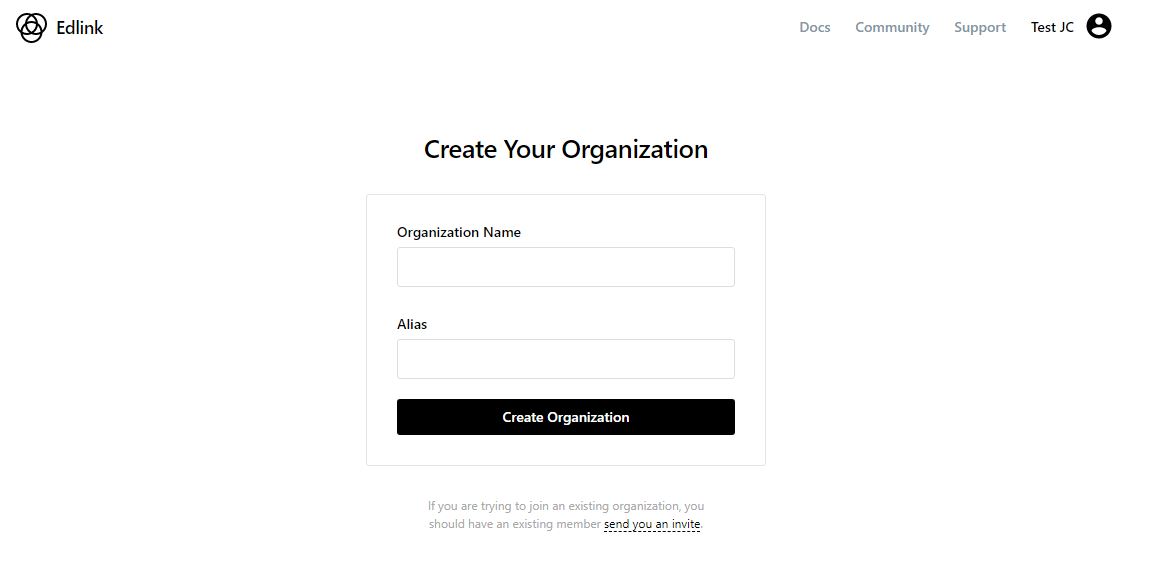 Edlink
Docs Community Support Test JC
Create Your Organization
Organization Name
Alias
Create Organization
If you are trying to join an existing organization, you
should have an existing member send you an invite.